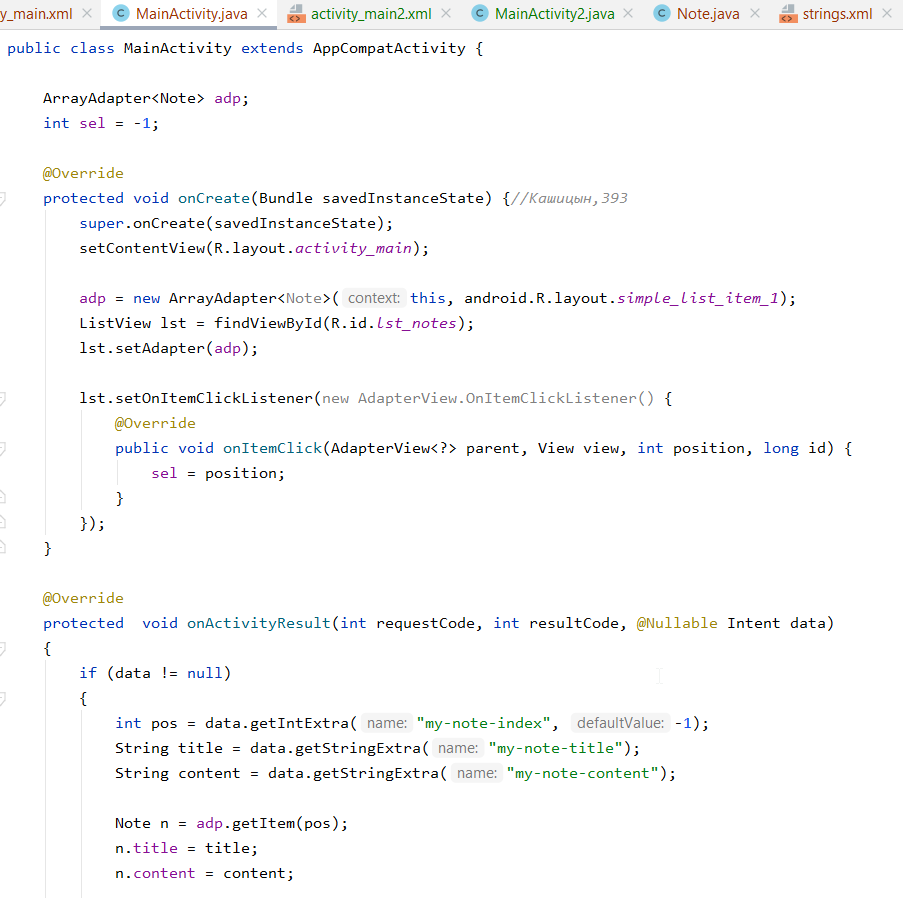 y_main.xml MainActivity.java activity_main2.xml MainActivity2.java Note.java strings.xml
public class MainActivity extends AppCompatActivity {
ArrayAdapter<Note> adp;
int sel = -1;
@Override
protected void onCreate(Bundle savedInstanceState) {//Кашицын,393
super.onCreate(savedInstanceState);
setContentView(R.layout.activity_main);
adp = new ArrayAdapter<Note>( context: this, android.R.layout.simple_list_item_1);
ListView lst = findViewById(R.id.lst_notes);
lst.setAdapter(adp);
lst.setOnItemClickListener(new AdapterView.OnItemClickListener() {
@Override
public void onItemClick(AdapterView<?> parent, View view, int position, long id) {
sel = position;
}
});
}
@Override
protected  void onActivityResult(int requestCode, int resultCode, @Nullable Intent data)
{
if (data != null)
{
int pos = data.getIntExtra( name: "my-note-index", defaultValue: -1);
String title = data.getStringExtra( name: "my-note-title");
String content = data.getStringExtra( name: "my-note-content");
Note n = adp.getItem(pos);
n.title = title;
n.content = content;